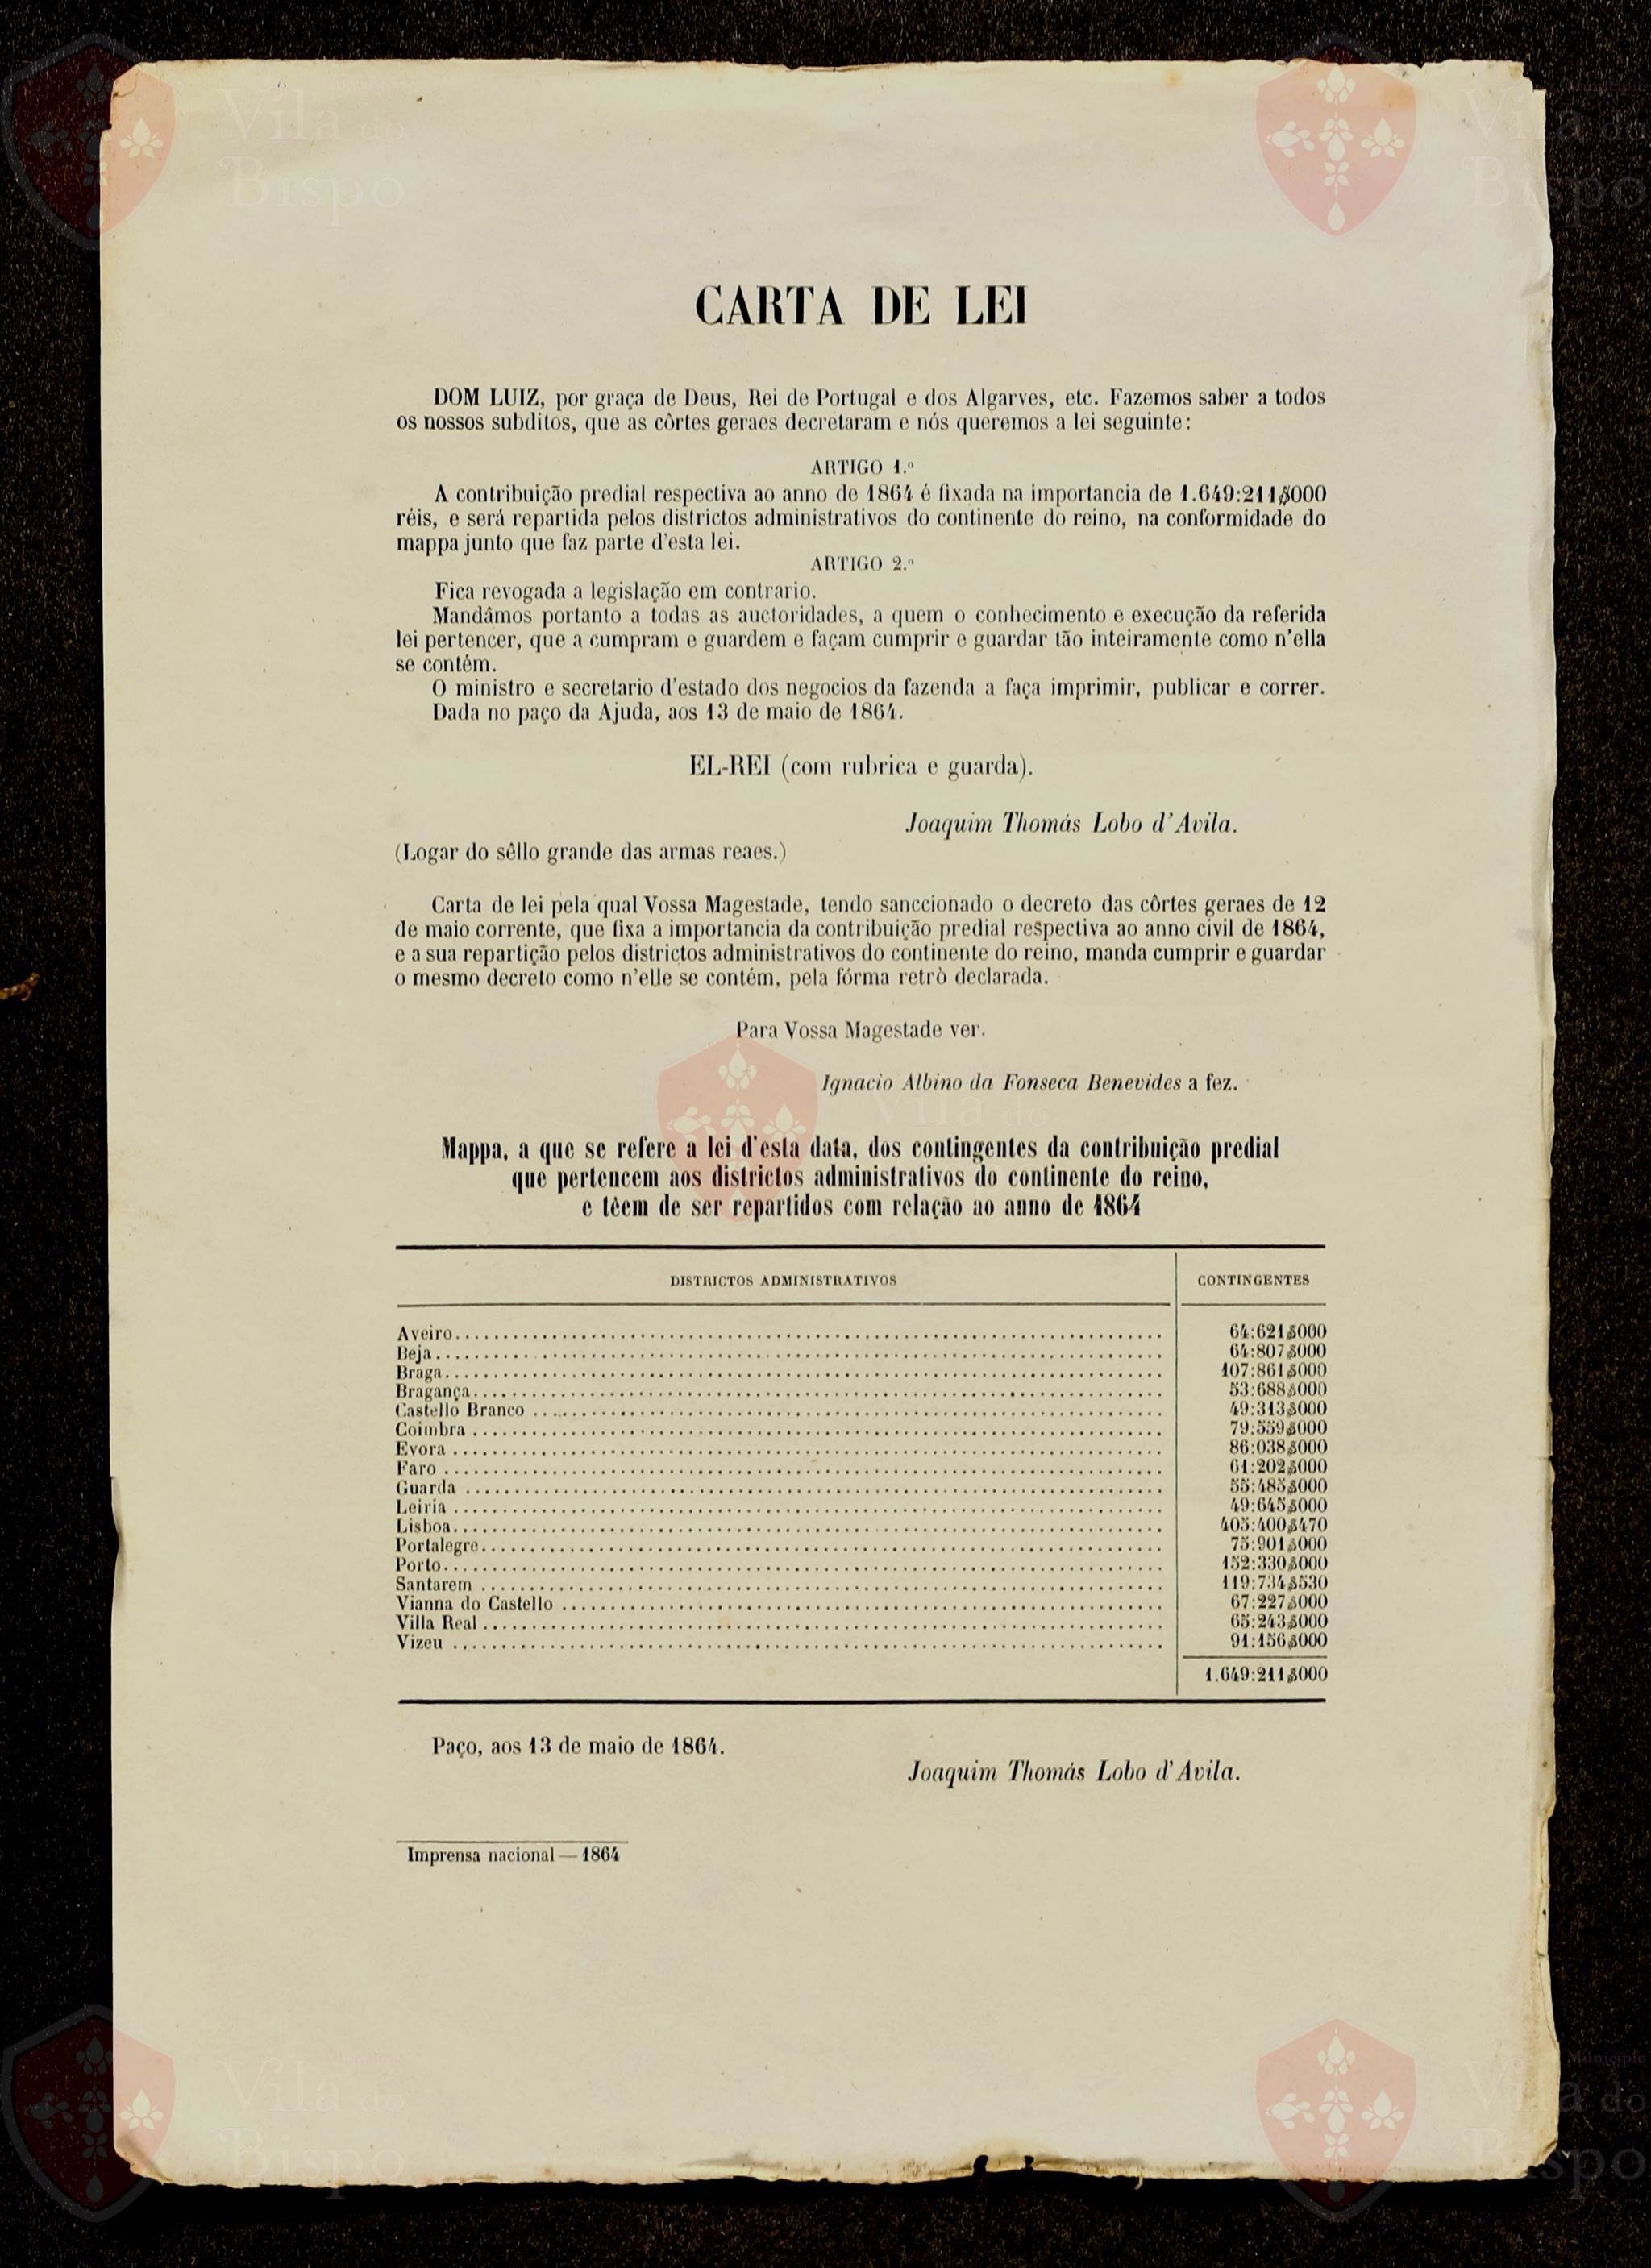 CARTA DE LEI
DOM LUIZ, por graça de Deus, Rei de Portugal e dos Algarves, etc. Fazemos saber a todos
os nossos subditos, que as côrtes geraes decretaram e nós queremos a lei seguinte:
ARTIGO 1.º
A contribuição predial respectiva ao anno de 1864 é fixada na importancia de 1.649:211$000
réis, e será repartida pelos districtos administrativos do continente do reino, na conformidade do
mappa junto que faz parte d'esta lei.
ARTIGO 2.º
Fica revogada a legislação em contrario.
Mandâmos portanto a todas as auctoridades, a quem o conhecimento e execução da referida
lei pertencer, que a cumpram e guardem e façam cumprir e guardar tão inteiramente como n'ella
se contém.
O ministro e secretario d'estado dos negocios da fazenda a faça imprimir, publicar e correr.
Dada no paço da Ajuda, aos 13 de maio de 1864.
EL-REI (com rubrica e guarda).
Joaquim Thomás Lobo d'Avila.
(Logar do sêllo grande das armas reaes.)
Carta de lei pela qual Vossa Magestade, tendo sanccionado o decreto das côrtes geraes de 12
de maio corrente, que fixa a importancia da contribuição predial respectiva ao anno civil de 1864,
e a sua repartição pelos districtos administrativos do continente do reino, manda cumprir e guardar
o mesmo decreto como n'elle se contém, pela fórma retrò declarada.
Para Vossa Magestade ver.
Ignacio Albino da Fonseca Benevides a fez.
Mappa, a que se refere a lei d'esta data, dos contingentes da contribuição predial
que pertencem aos districtos administrativos do continente do reino,
e têem de ser repartidos com relação ao anno de 1864
DISTRICTOS ADMINISTRATIVOS CONTINGENTES
Aveiro 64:621$000
Beja 64:807$000
Braga 107:861$000
Bragança 53:688$000
Castello Branco 49:313$000
Coimbra 79:559$000
Evora 86:038$000
Faro 61:202$000
Guarda 55:485$000
Leiria 49:645$000
Lisboa 405:400$470
Portalegre 75:901$000
Porto 152:330$000
Santarem 119:734$530
Vianna do Castello 67:227$000
Villa Real 65:243$000
Vizeu 91:156$000
1.649:211$000
Paço, aos 13 de maio de 1864.
Joaquim Thomás Lobo d'Avila.
Imprensa nacional — 1864
Vila do
Bispo
Vila do
Bispo
Vila do
Vila do
Bispo
Município
Vila do
Bispo